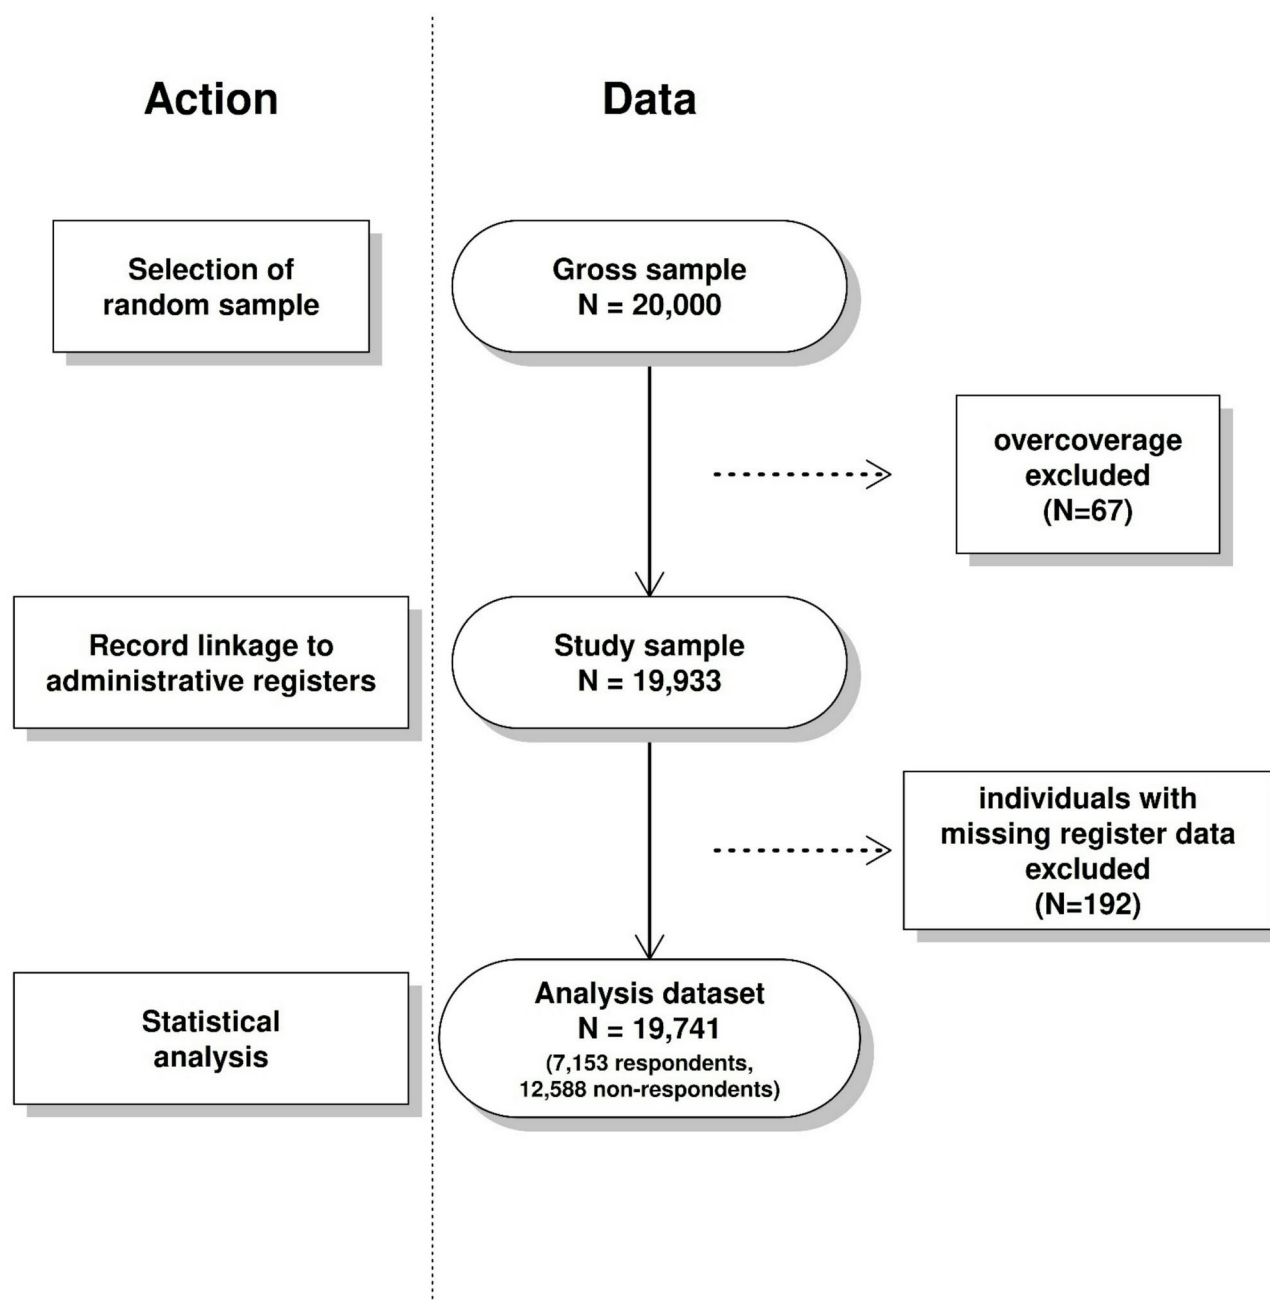 Action
Data
Selection of
random sample
Gross sample
N = 20,000
overcoverage
excluded
(N=67)
Record linkage to
administrative registers
Study sample
N = 19,933
individuals with
missing register data
excluded
(N=192)
Statistical
analysis
Analysis dataset
N = 19,741
(7,153 respondents,
12,588 non-respondents)